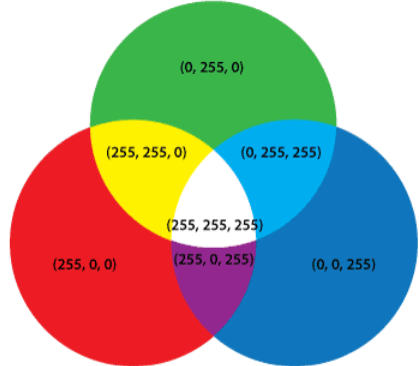 (0, 255, 0)
(255, 255, 0)
(0, 255, 255)
(255, 255, 255)
(255, 0, 0)
(255, 0, 255)
(0, 0, 255)